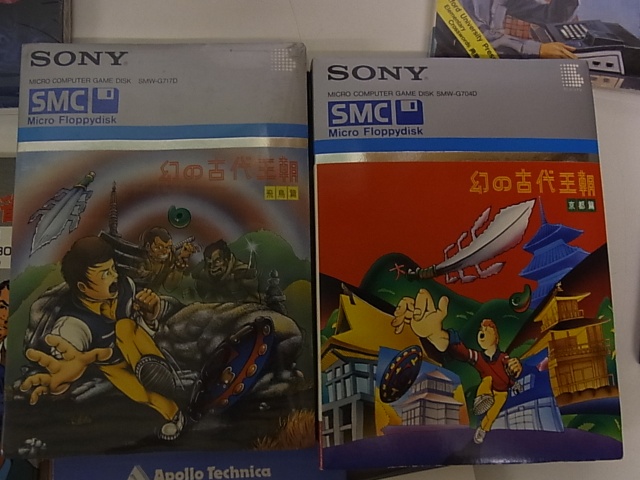 SONY
MICRO COMPUTER GAME DISK SMW-G717D
SMC
Micro Floppydisk
幻の古代王朝
飛鳥篇
SONY
MICRO COMPUTER GAME DISK SMW-G704D
SMC
Micro Floppydisk
幻の古代王朝
京都篇
Apollo Technica